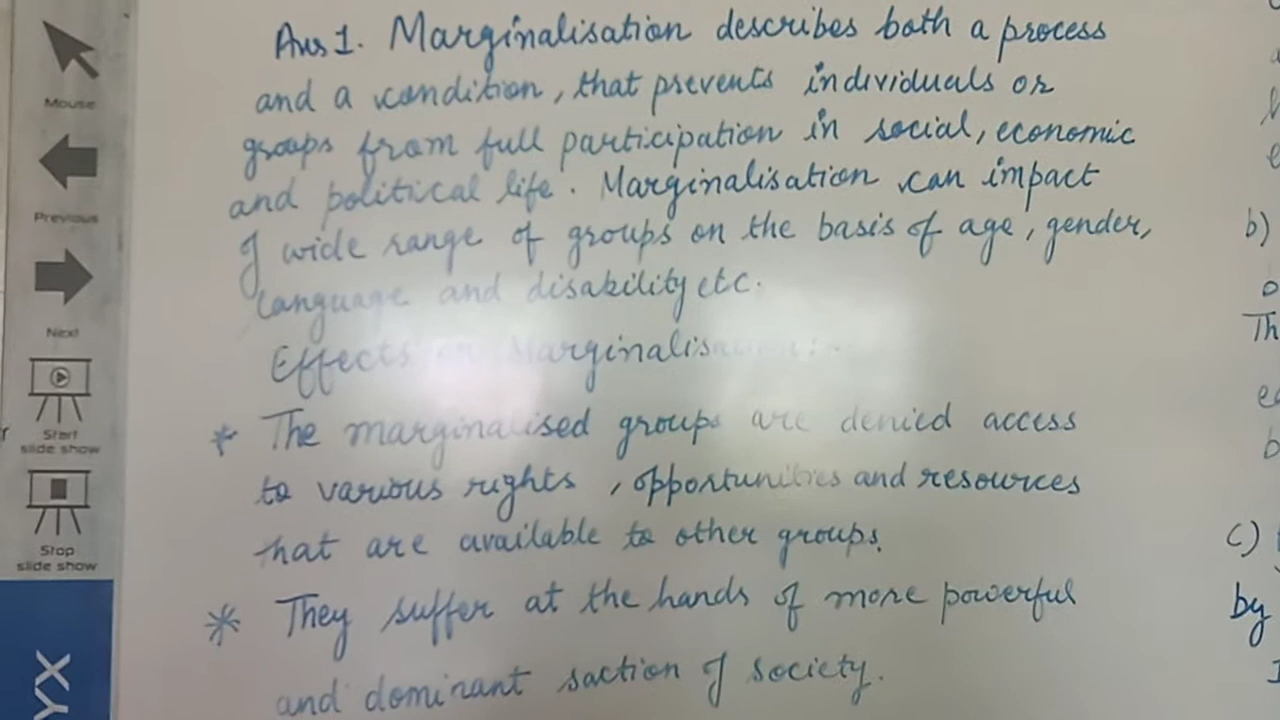 Mouse
Previous
Next
Start
slide show
Stop
slide show
YX
Ans 1. Marginalisation describes both a process
and a condition, that prevents individuals or
groups from full participation in social, economic
and political life. Marginalisation can impact
of wide range of groups on the basis of age, gender,
language and disability etc.
Effects on Marginalisation:-
* The marginalised groups are denied access
to various rights, opportunities and resources
that are available to other groups.
* They suffer at the hands of more powerful
and dominant saction of society.
b)
Th
c)
by